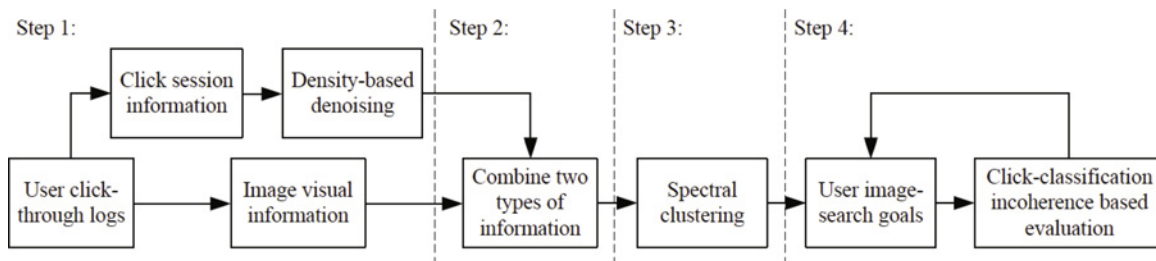 Step 1:
Step 2:
Step 3:
Step 4:
Click session
information
Density-based
denoising
User click-
through logs
Image visual
information
Combine two
types of
information
Spectral
clustering
User image-
search goals
Click-classification
incoherence based
evaluation